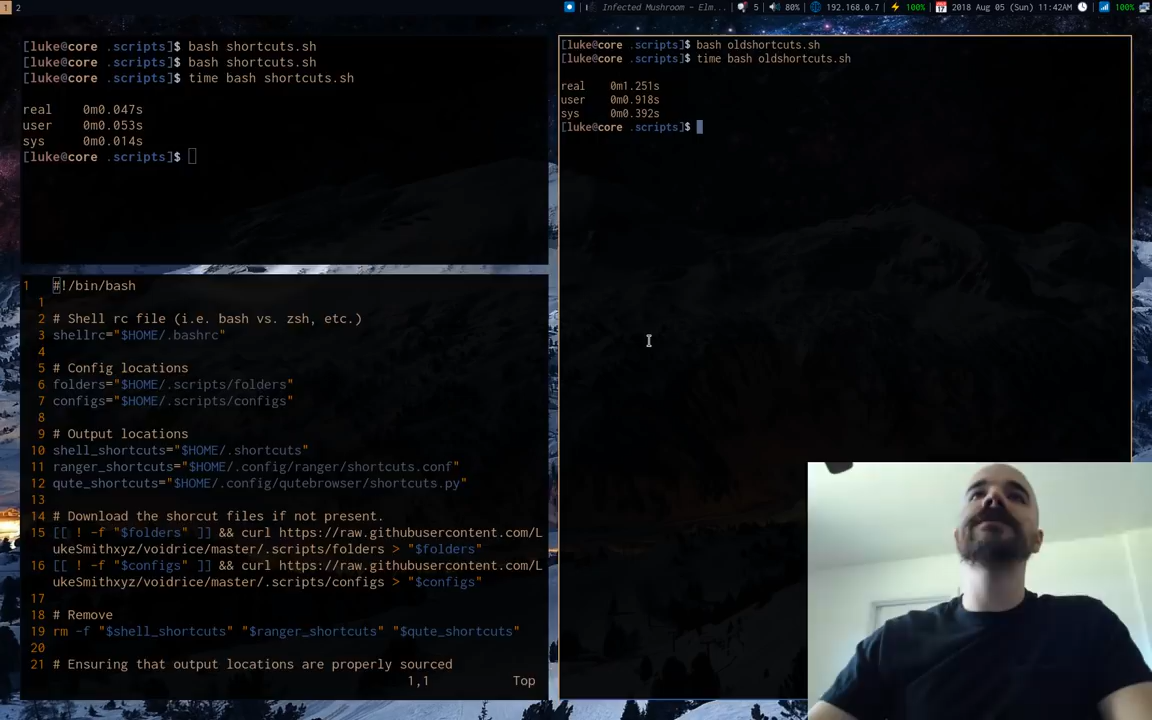 1 2
Infected Mushroom - Elm... 5 80% 192.168.0.7 100% 2018 Aug 05 (Sun) 11:42AM 100%
[luke@core .scripts]$ bash shortcuts.sh
[luke@core .scripts]$ bash shortcuts.sh
[luke@core .scripts]$ time bash shortcuts.sh
real 0m0.047s
user 0m0.053s
sys 0m0.014s
[luke@core .scripts]$
[luke@core .scripts]$ bash oldshortcuts.sh
[luke@core .scripts]$ time bash oldshortcuts.sh
real 0m1.251s
user 0m0.918s
sys 0m0.392s
[luke@core .scripts]$
1 #!/bin/bash
1
2 # Shell rc file (i.e. bash vs. zsh, etc.)
3 shellrc="$HOME/.bashrc"
4
5 # Config locations
6 folders="$HOME/.scripts/folders"
7 configs="$HOME/.scripts/configs"
8
9 # Output locations
10 shell_shortcuts="$HOME/.shortcuts"
11 ranger_shortcuts="$HOME/.config/ranger/shortcuts.conf"
12 qute_shortcuts="$HOME/.config/qutebrowser/shortcuts.py"
13
14 # Download the shorcut files if not present.
15 [[ ! -f "$folders" ]] && curl https://raw.githubusercontent.com/L
ukeSmithxyz/voidrice/master/.scripts/folders > "$folders"
16 [[ ! -f "$configs" ]] && curl https://raw.githubusercontent.com/L
ukeSmithxyz/voidrice/master/.scripts/configs > "$configs"
17
18 # Remove
19 rm -f "$shell_shortcuts" "$ranger_shortcuts" "$qute_shortcuts"
20
21 # Ensuring that output locations are properly sourced
1,1 Top